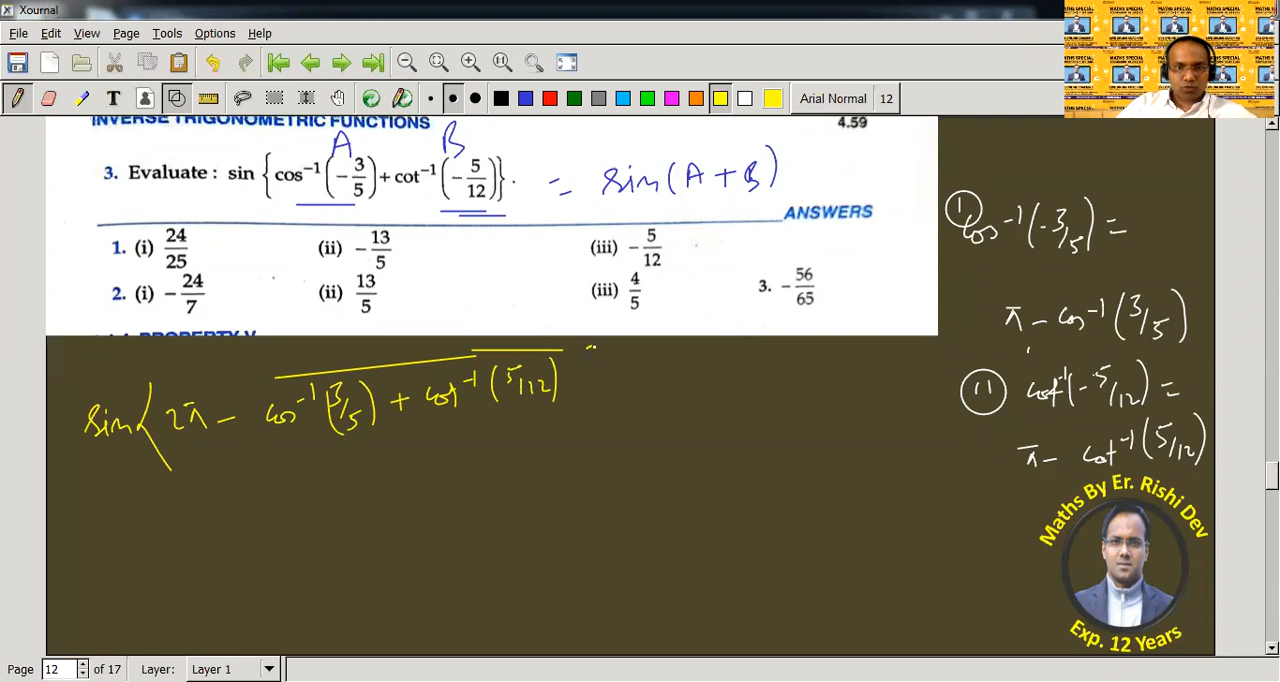 Xournal
File Edit View Page Tools Options Help
Arial Normal 12
INVERSE TRIGONOMETRIC FUNCTIONS 4.59
A B
3. Evaluate : sin {cos⁻¹(-3/5) + cot⁻¹(-5/12)}. = sin(A + B)
ANSWERS
1. (i) 24/25 (ii) -13/5 (iii) -5/12
2. (i) -24/7 (ii) 13/5 (iii) 4/5 3. -56/65
sin{2π - cos⁻¹(3/5) + cot⁻¹(5/12)
I
cos⁻¹(-3/5) =
π - cos⁻¹(3/5)
II cot⁻¹(-5/12) =
π - cot⁻¹(5/12)
Maths By Er. Rishi Dev
Exp. 12 Years
Page 12 of 17 Layer: Layer 1